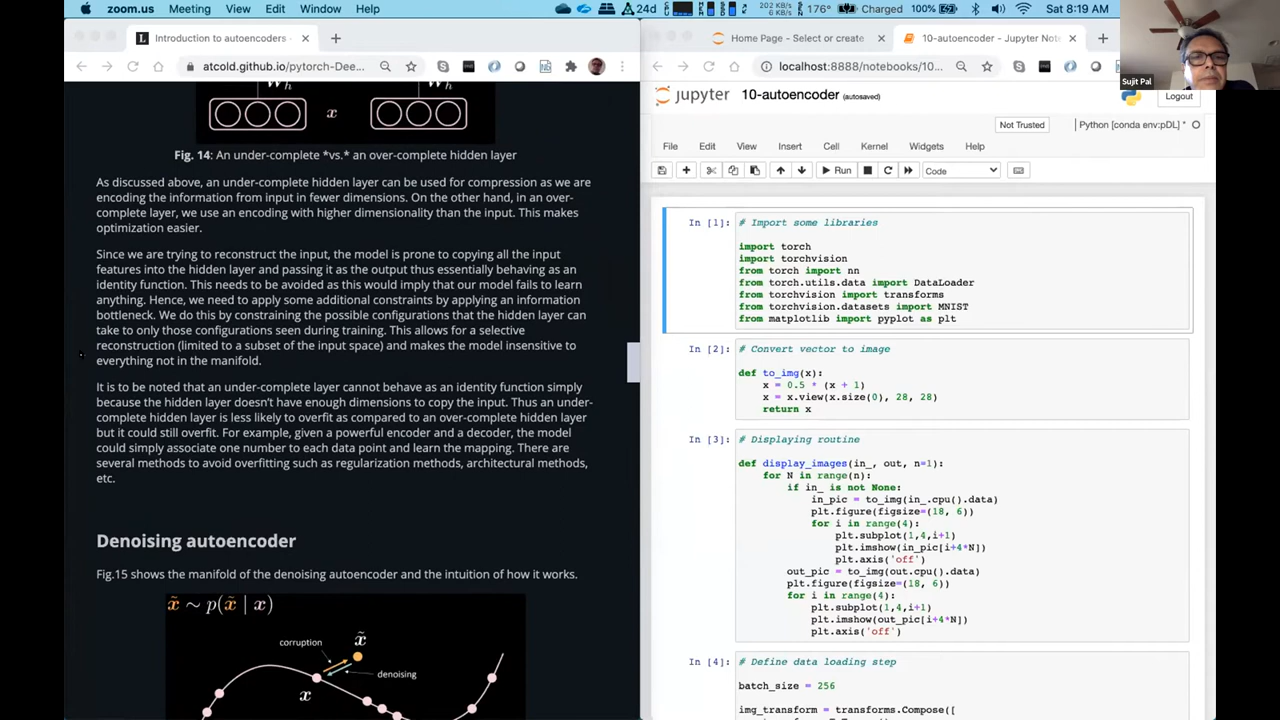 zoom.us Meeting View Edit Window Help
24d
202 KB/s
6 KB/s
176°
Charged
100%
Sat 8:19 AM
Introduction to autoencoders -
Home Page - Select or create
10-autoencoder - Jupyter Not
atcold.github.io/pytorch-Dee...
localhost:8888/notebooks/10...
Sujit Pal
W h
x
Fig. 14: An under-complete *vs.* an over-complete hidden layer
As discussed above, an under-complete hidden layer can be used for compression as we are
encoding the information from input in fewer dimensions. On the other hand, in an over-
complete layer, we use an encoding with higher dimensionality than the input. This makes
optimization easier.
Since we are trying to reconstruct the input, the model is prone to copying all the input
features into the hidden layer and passing it as the output thus essentially behaving as an
identity function. This needs to be avoided as this would imply that our model fails to learn
anything. Hence, we need to apply some additional constraints by applying an information
bottleneck. We do this by constraining the possible configurations that the hidden layer can
take to only those configurations seen during training. This allows for a selective
reconstruction (limited to a subset of the input space) and makes the model insensitive to
everything not in the manifold.
It is to be noted that an under-complete layer cannot behave as an identity function simply
because the hidden layer doesn't have enough dimensions to copy the input. Thus an under-
complete hidden layer is less likely to overfit as compared to an over-complete hidden layer
but it could still overfit. For example, given a powerful encoder and a decoder, the model
could simply associate one number to each data point and learn the mapping. There are
several methods to avoid overfitting such as regularization methods, architectural methods,
etc.
Denoising autoencoder
Fig.15 shows the manifold of the denoising autoencoder and the intuition of how it works.
x̃ ~ p(x̃ | x)
corruption
x̃
denoising
x
jupyter 10-autoencoder (autosaved)
Logout
Not Trusted
Python [conda env:pDL] *
File Edit View Insert Cell Kernel Widgets Help
Run
Code
In [1]: # Import some libraries
import torch
import torchvision
from torch import nn
from torch.utils.data import DataLoader
from torchvision import transforms
from torchvision.datasets import MNIST
from matplotlib import pyplot as plt
In [2]: # Convert vector to image
def to_img(x):
x = 0.5 * (x + 1)
x = x.view(x.size(0), 28, 28)
return x
In [3]: # Displaying routine
def display_images(in_, out, n=1):
for N in range(n):
if in_ is not None:
in_pic = to_img(in_.cpu().data)
plt.figure(figsize=(18, 6))
for i in range(4):
plt.subplot(1,4,i+1)
plt.imshow(in_pic[i+4*N])
plt.axis('off')
out_pic = to_img(out.cpu().data)
plt.figure(figsize=(18, 6))
for i in range(4):
plt.subplot(1,4,i+1)
plt.imshow(out_pic[i+4*N])
plt.axis('off')
In [4]: # Define data loading step
batch_size = 256
img_transform = transforms.Compose([